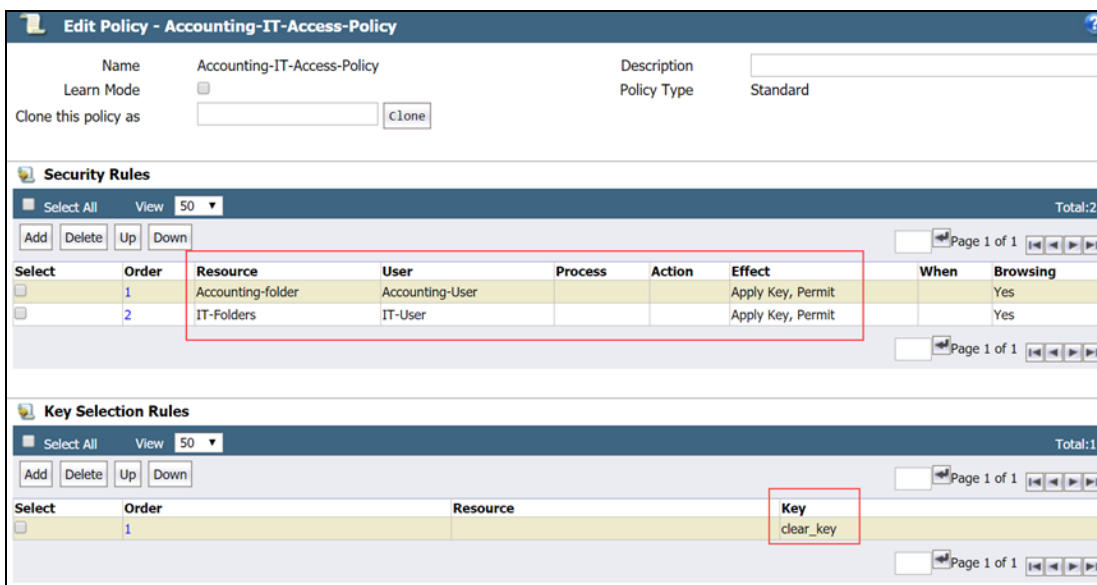 Edit Policy - Accounting-IT-Access-Policy ?
Name Accounting-IT-Access-Policy Description
Learn Mode Policy Type Standard
Clone this policy as Clone
Security Rules
Select All View 50 Total:2
Add Delete Up Down Page 1 of 1
Select Order Resource User Process Action Effect When Browsing
1 Accounting-folder Accounting-User Apply Key, Permit Yes
2 IT-Folders IT-User Apply Key, Permit Yes
Page 1 of 1
Key Selection Rules
Select All View 50 Total:1
Add Delete Up Down Page 1 of 1
Select Order Resource Key
1 clear_key
Page 1 of 1